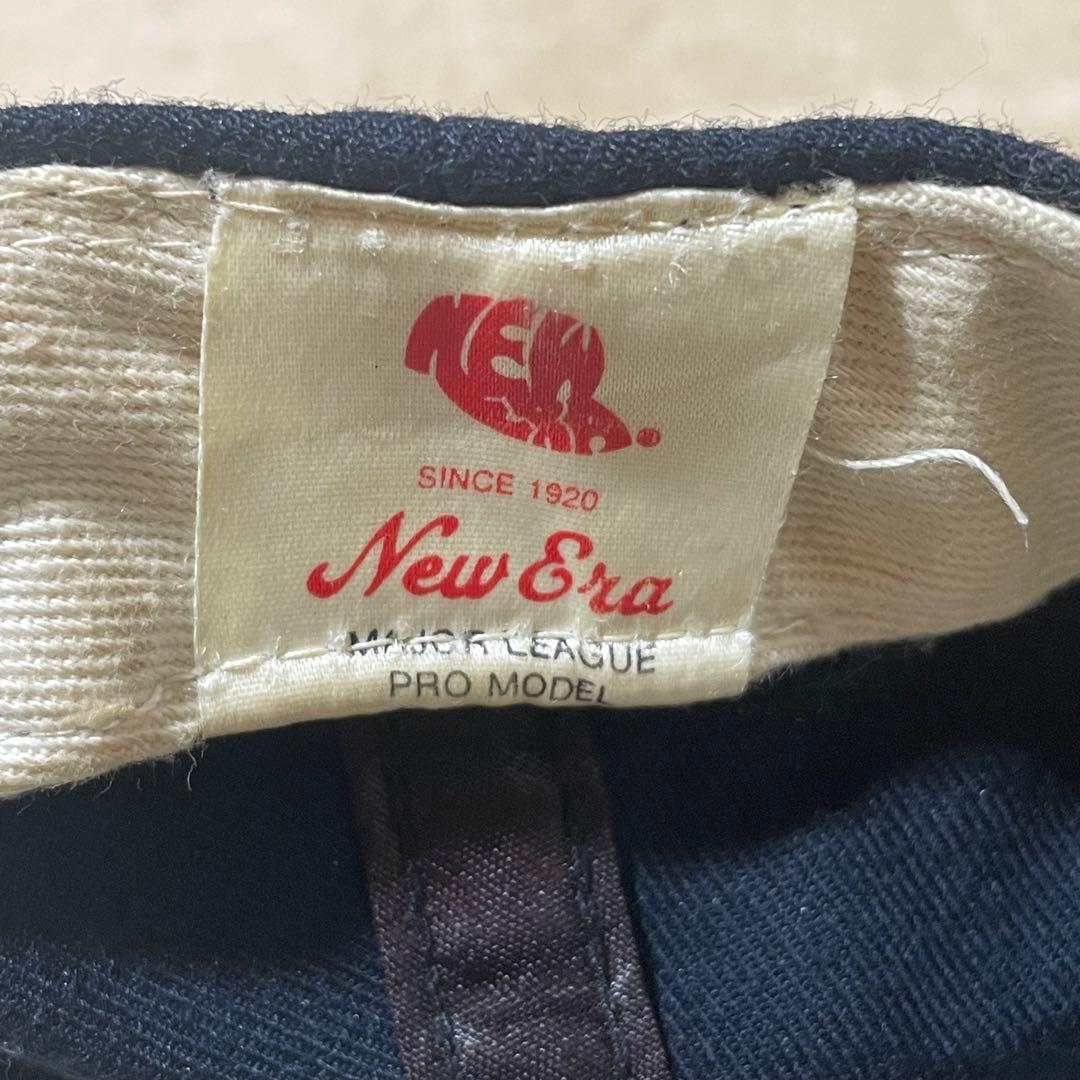 NEW
ERA ®
SINCE 1920
New Era
MAJOR LEAGUE
PRO MODEL